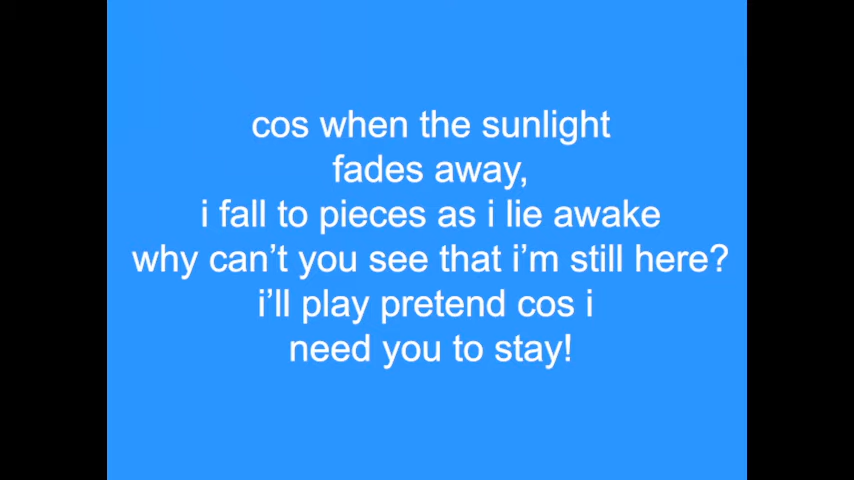 cos when the sunlight
fades away,
i fall to pieces as i lie awake
why can’t you see that i’m still here?
i’ll play pretend cos i
need you to stay!